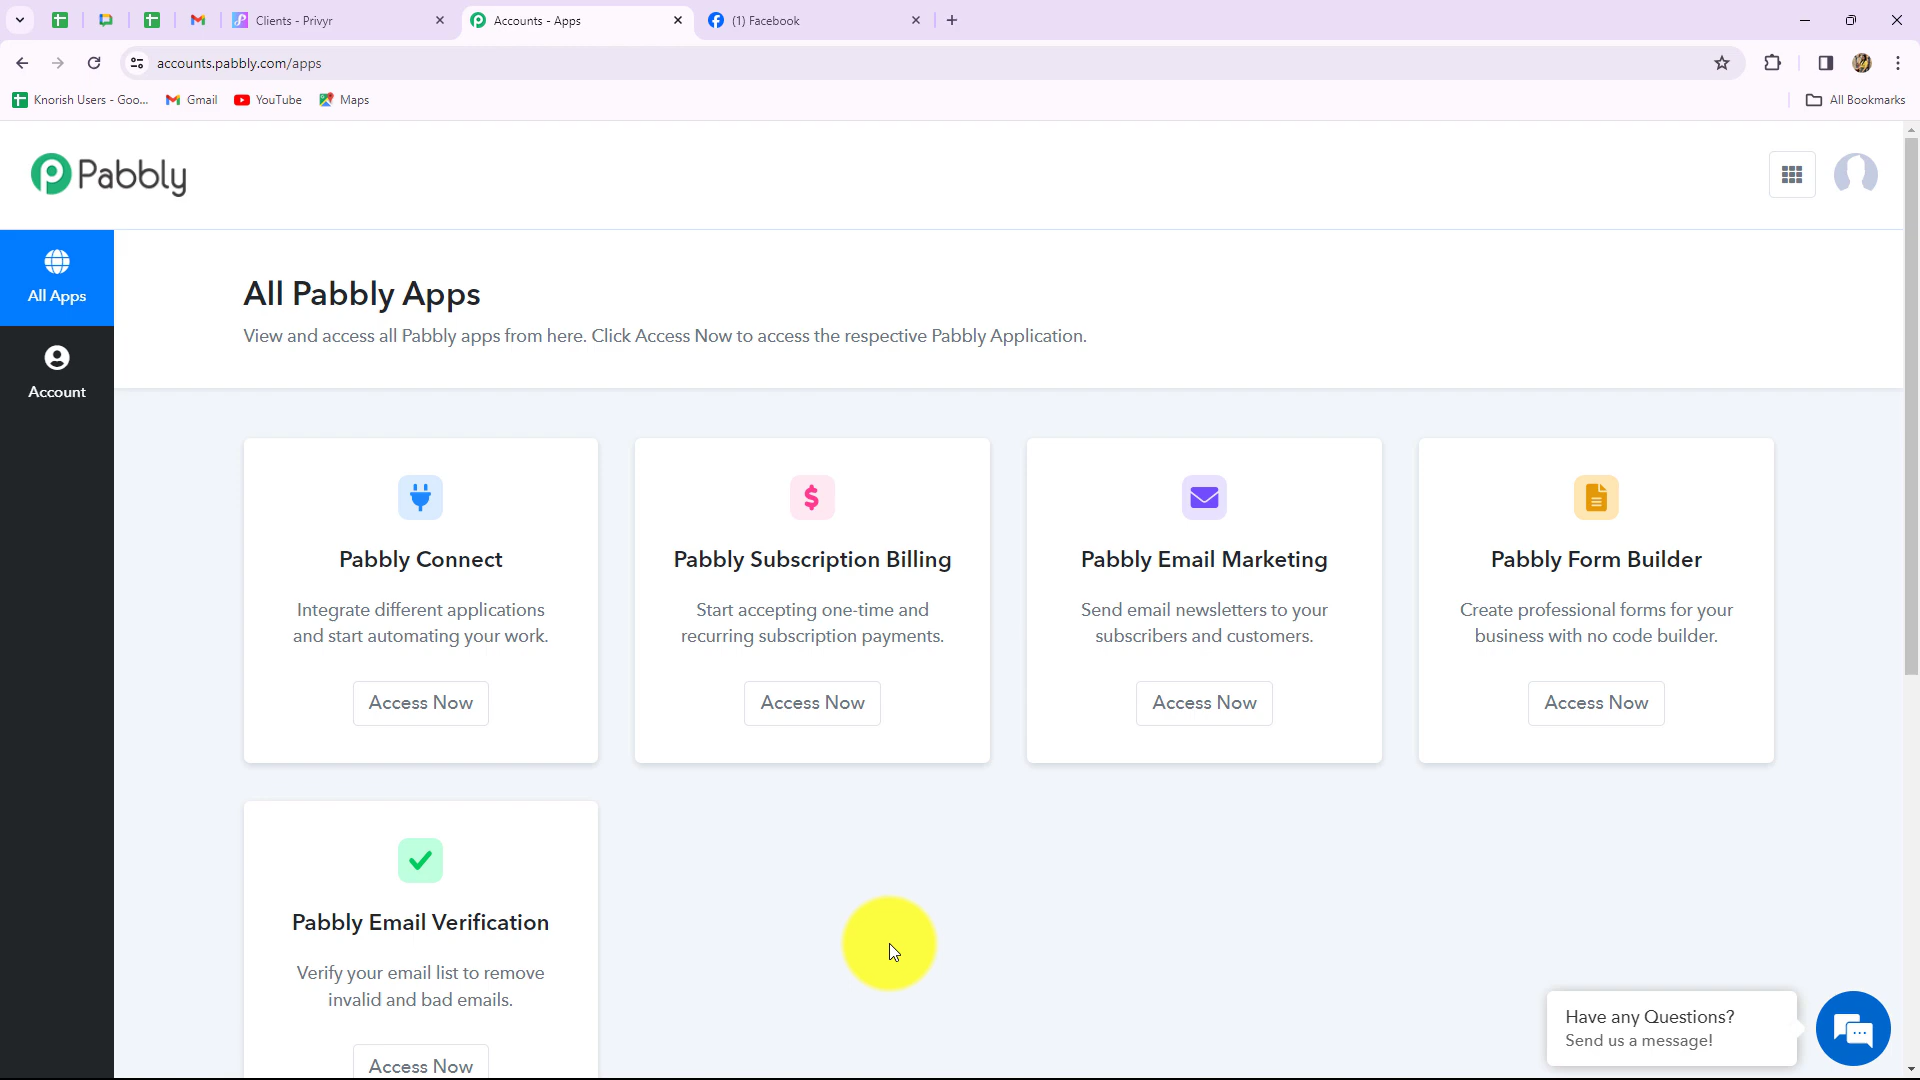 Clients - Privyr
Accounts - Apps
(1) Facebook
accounts.pabbly.com/apps
Knorish Users - Goo...
Gmail
YouTube
Maps
All Bookmarks
Pabbly
All Apps
Account
All Pabbly Apps
View and access all Pabbly apps from here. Click Access Now to access the respective Pabbly Application.
Pabbly Connect
Integrate different applications
and start automating your work.
Access Now
Pabbly Subscription Billing
Start accepting one-time and
recurring subscription payments.
Access Now
Pabbly Email Marketing
Send email newsletters to your
subscribers and customers.
Access Now
Pabbly Form Builder
Create professional forms for your
business with no code builder.
Access Now
Pabbly Email Verification
Verify your email list to remove
invalid and bad emails.
Access Now
Have any Questions?
Send us a message!